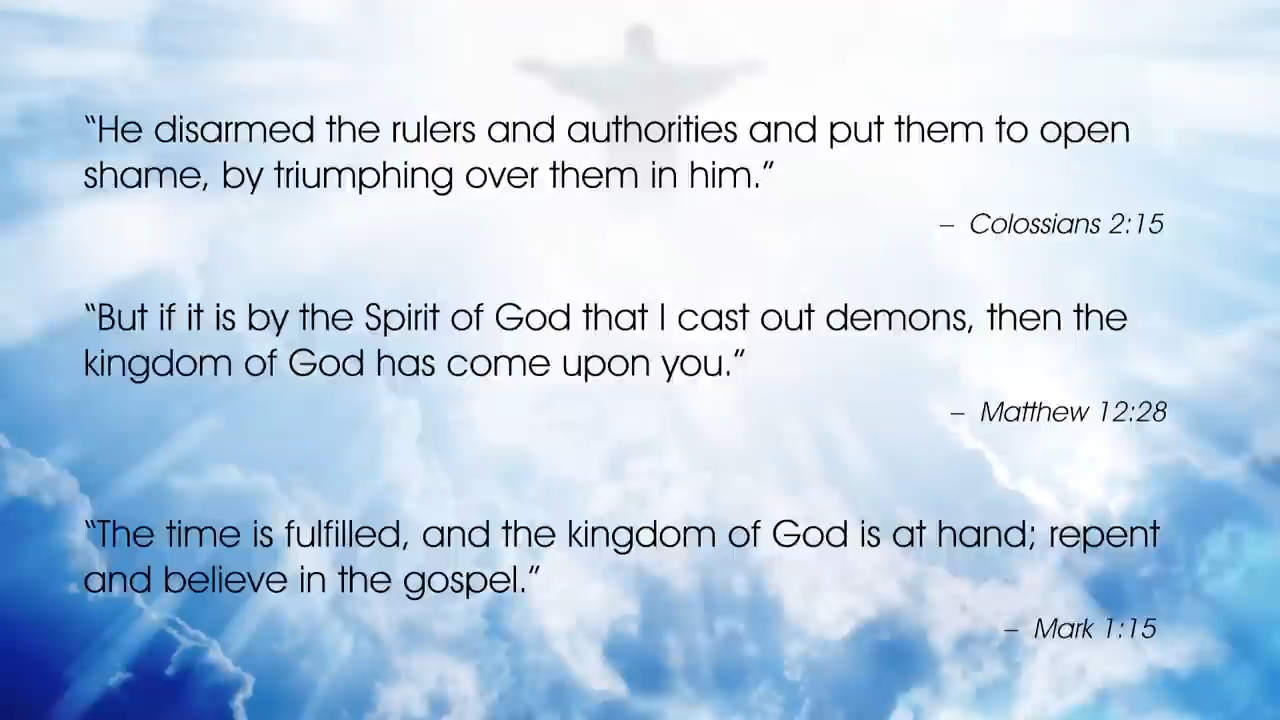 “He disarmed the rulers and authorities and put them to open
shame, by triumphing over them in him.”
– Colossians 2:15
“But if it is by the Spirit of God that I cast out demons, then the
kingdom of God has come upon you.”
– Matthew 12:28
“The time is fulfilled, and the kingdom of God is at hand; repent
and believe in the gospel.”
– Mark 1:15